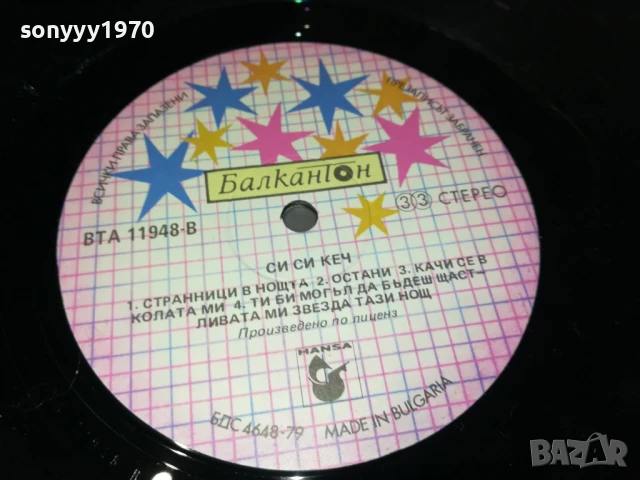 sonyyy1970
ВСИЧКИ ПРАВА ЗАПАЗЕНИ
ПРЕЗАПИСЪТ ЗАБРАНЕН
Балкантон
ВТА 11948-В
33 СТЕРЕО
СИ СИ КЕЧ
1. СТРАННИЦИ В НОЩТА 2. ОСТАНИ 3. КАЧИ СЕ В
КОЛАТА МИ 4. ТИ БИ МОГЪЛ ДА БЪДЕШ ЩАСТ-
ЛИВАТА МИ ЗВЕЗДА ТАЗИ НОЩ
Произведено по лиценз
HANSA
БДС 4648-79 MADE IN BULGARIA
BAZAR